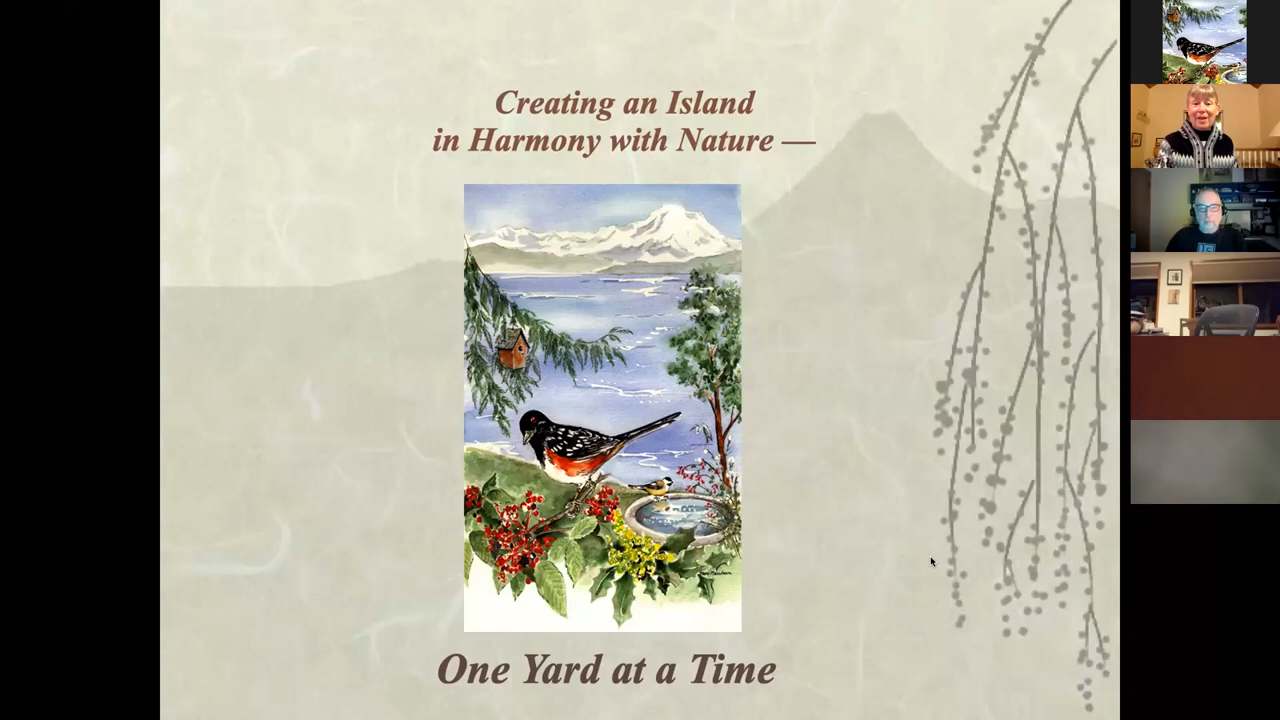 Creating an Island
in Harmony with Nature —
One Yard at a Time